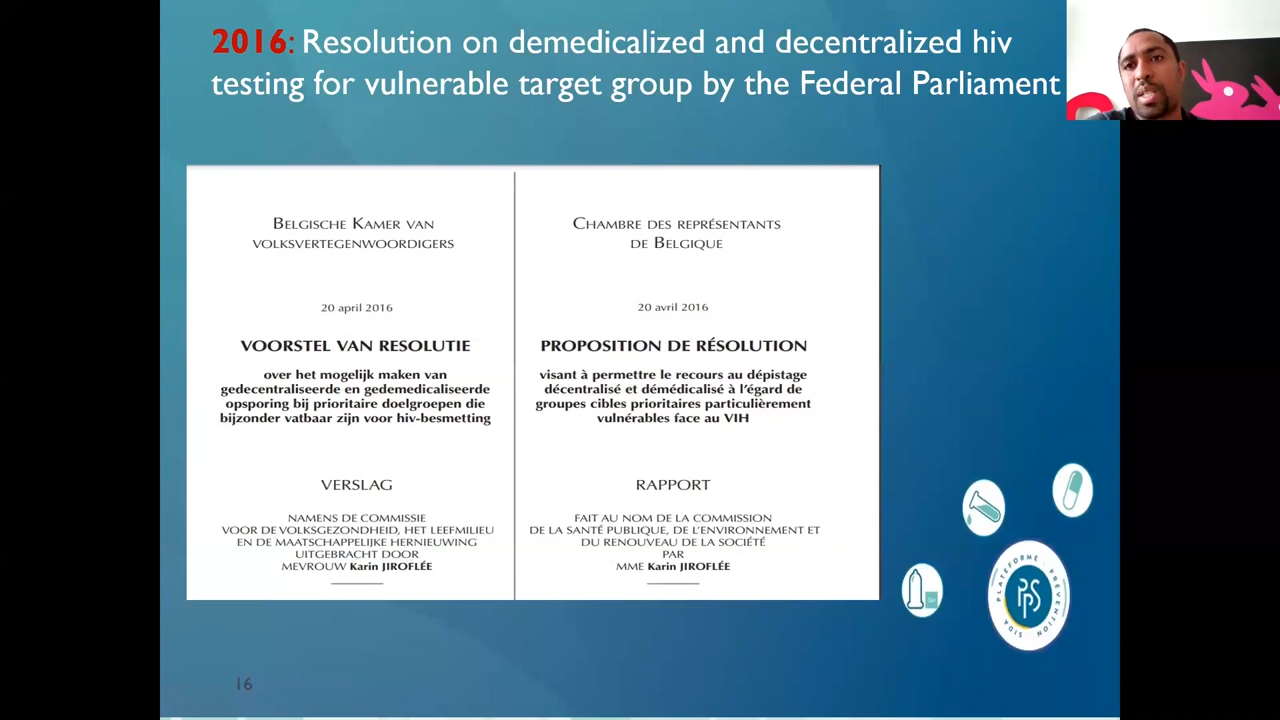 2016: Resolution on demedicalized and decentralized hiv
testing for vulnerable target group by the Federal Parliament
BELGISCHE KAMER VAN
VOLKSVERTEGENWOORDIGERS
20 april 2016
VOORSTEL VAN RESOLUTIE
over het mogelijk maken van
gedecentraliseerde en gedemedicaliseerde
opsporing bij prioritaire doelgroepen die
bijzonder vatbaar zijn voor hiv-besmetting
VERSLAG
NAMENS DE COMMISSIE
VOOR DE VOLKSGEZONDHEID, HET LEEFMILIEU
EN DE MAATSCHAPPELIJKE HERNIEUWING
UITGEBRACHT DOOR
MEVROUW Karin JIROFLÉE
CHAMBRE DES REPRÉSENTANTS
DE BELGIQUE
20 avril 2016
PROPOSITION DE RÉSOLUTION
visant à permettre le recours au dépistage
décentralisé et démédicalisé à l'égard de
groupes cibles prioritaires particulièrement
vulnérables face au VIH
RAPPORT
FAIT AU NOM DE LA COMMISSION
DE LA SANTÉ PUBLIQUE, DE L'ENVIRONNEMENT ET
DU RENOUVEAU DE LA SOCIÉTÉ
PAR
MME Karin JIROFLÉE
PLATEFORME PRÉVENTION SIDA
PPS
16